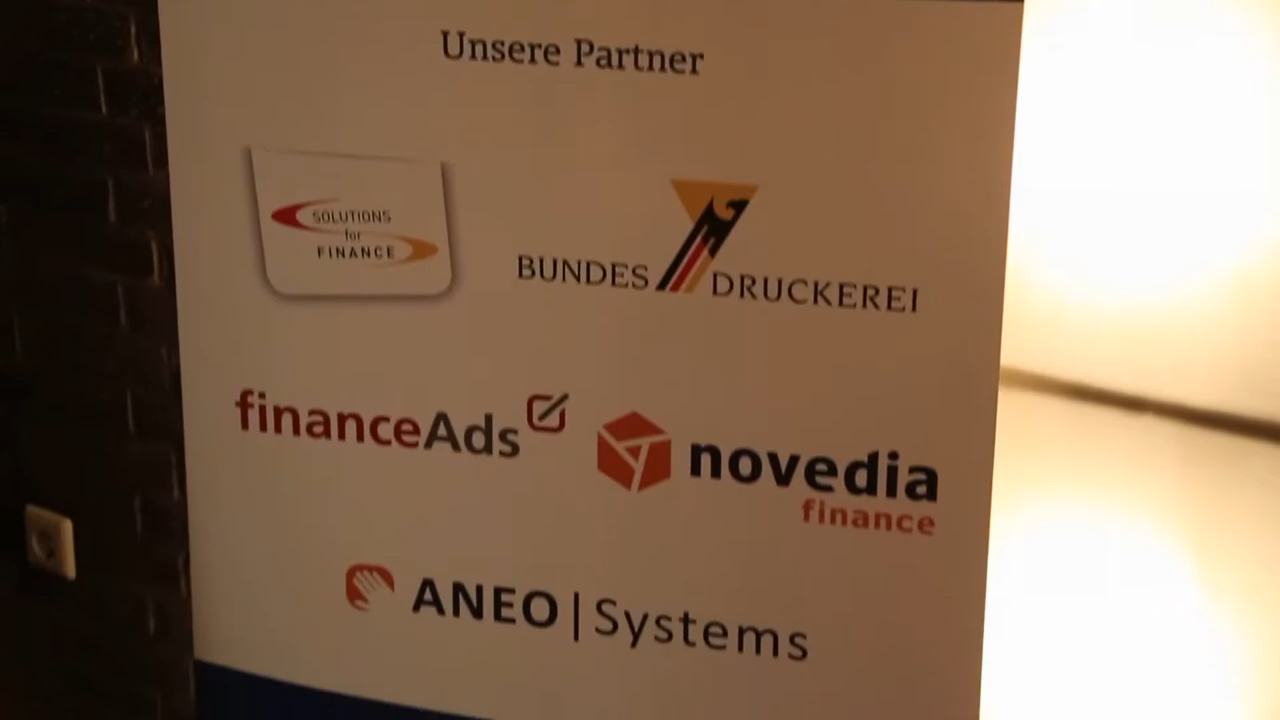 Unsere Partner
SOLUTIONS
for
FINANCE
BUNDES DRUCKEREI
financeAds
novedia
finance
ANEO | Systems